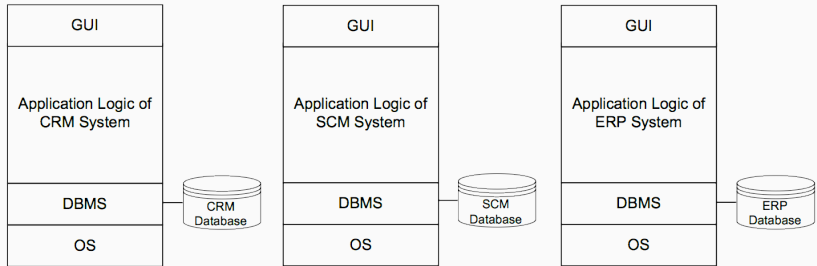 GUI
Application Logic of
CRM System
DBMS
OS
CRM
Database
GUI
Application Logic of
SCM System
DBMS
OS
SCM
Database
GUI
Application Logic of
ERP System
DBMS
OS
ERP
Database